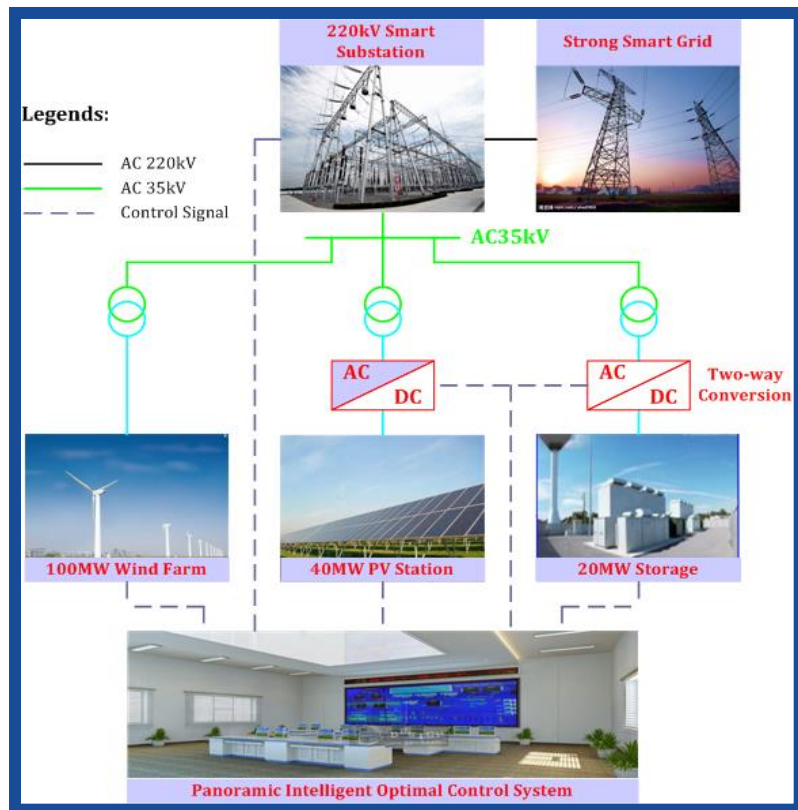 220kV Smart
Substation
Strong Smart Grid
Legends:
AC 220kV
AC 35kV
Control Signal
AC35kV
AC
DC
AC
DC
Two-way
Conversion
100MW Wind Farm
40MW PV Station
20MW Storage
Panoramic Intelligent Optimal Control System